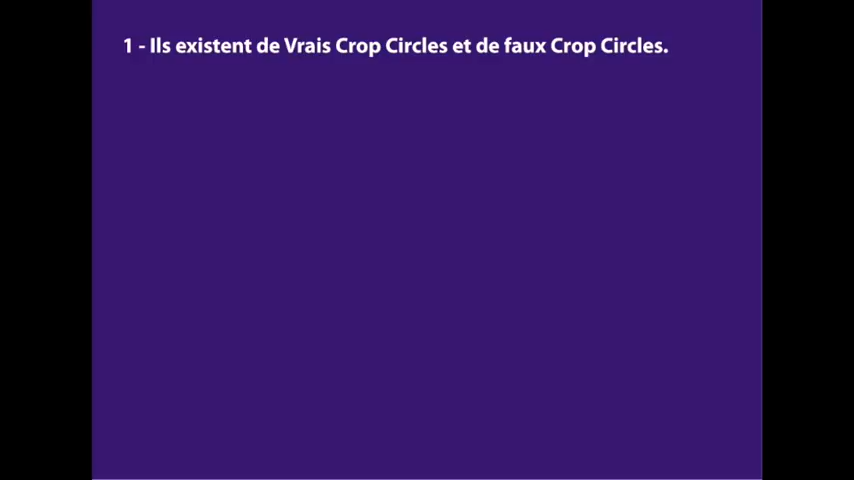 1 - Ils existent de Vrais Crop Circles et de faux Crop Circles.